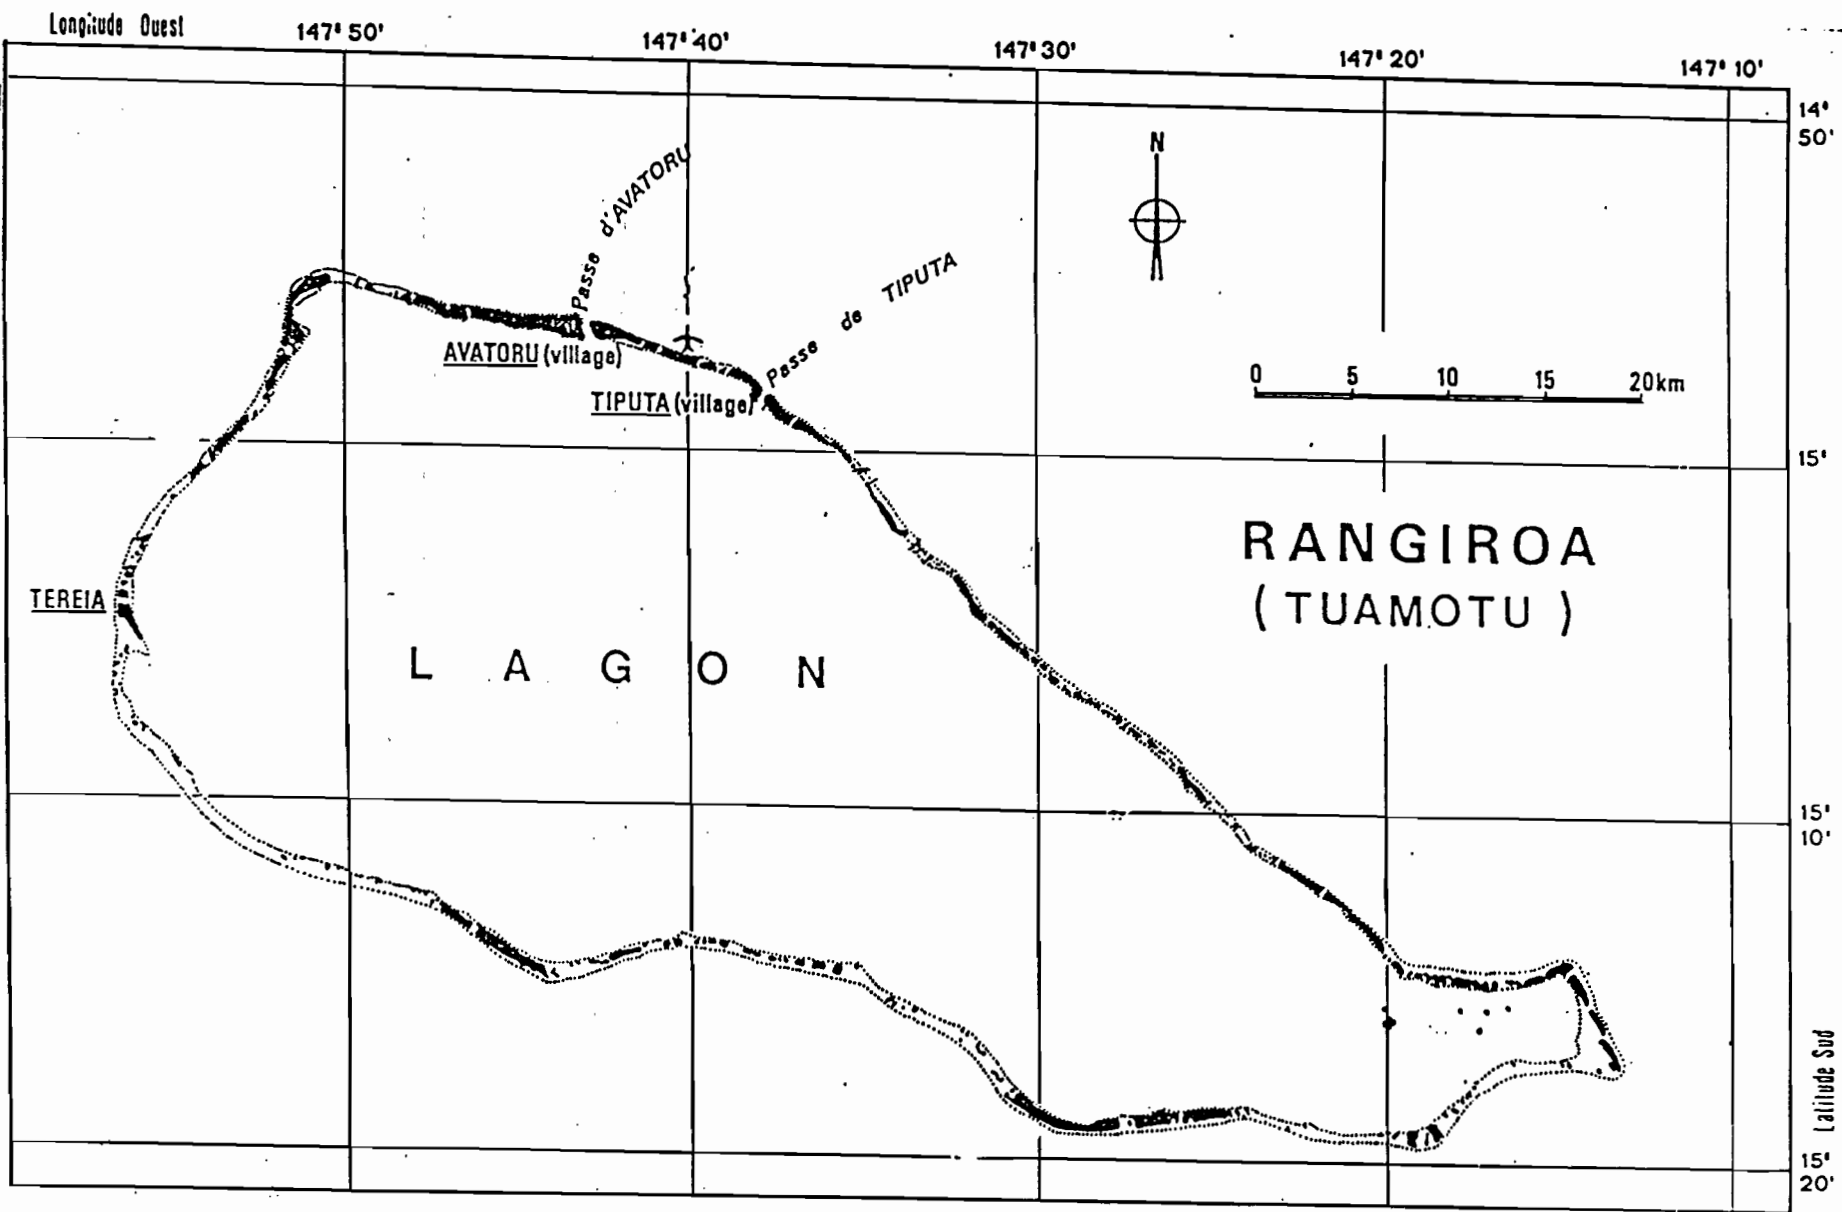 Longitude Ouest
147° 50'
147° 40'
147° 30'
147° 20'
147° 10'
14°
50'
N
Passe d'AVATORU
Passe de TIPUTA
AVATORU (village)
TIPUTA (village)
0 5 10 15 20km
15°
RANGIROA
(TUAMOTU)
TEREIA
LAGON
15°
10'
Latitude Sud
15°
20'